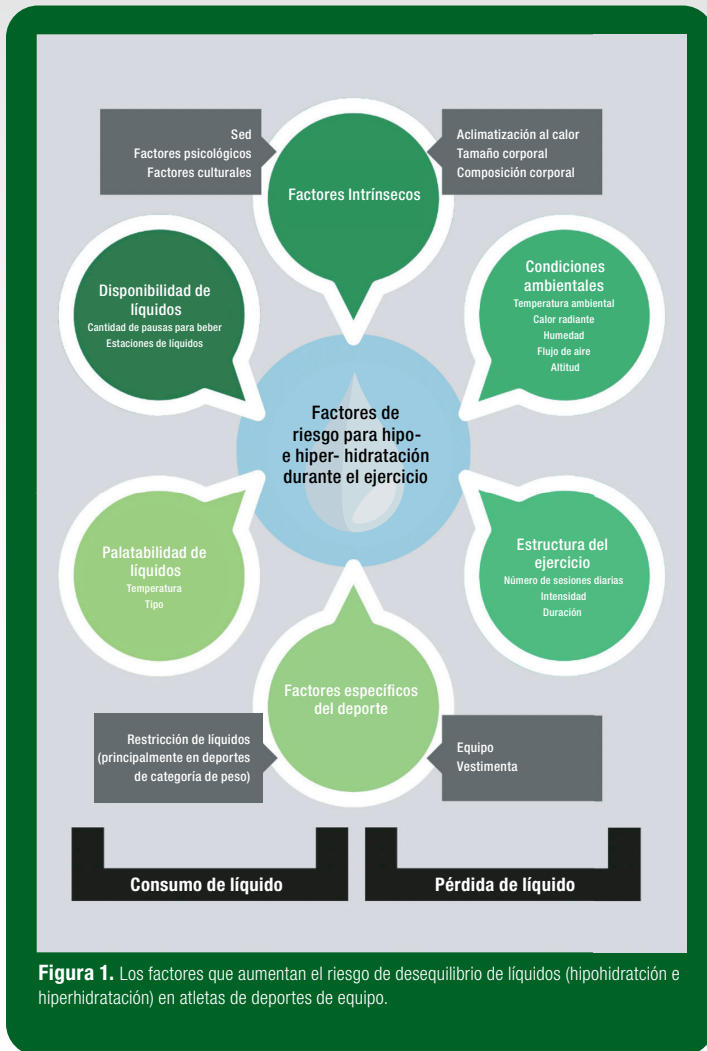 Sed
Factores psicológicos
Factores culturales
Aclimatización al calor
Tamaño corporal
Composición corporal
Factores Intrínsecos
Disponibilidad de
líquidos
Cantidad de pausas para beber
Estaciones de líquidos
Condiciones
ambientales
Temperatura ambiental
Calor radiante
Humedad
Flujo de aire
Altitud
Factores de
riesgo para hipo-
e hiper- hidratación
durante el ejercicio
Palatabilidad de
líquidos
Temperatura
Tipo
Estructura del
ejercicio
Número de sesiones diarias
Intensidad
Duración
Factores específicos
del deporte
Restricción de líquidos
(principalmente en deportes
de categoría de peso)
Equipo
Vestimenta
Consumo de líquido
Pérdida de líquido
Figura 1. Los factores que aumentan el riesgo de desequilibrio de líquidos (hipohidratción e
hiperhidratación) en atletas de deportes de equipo.